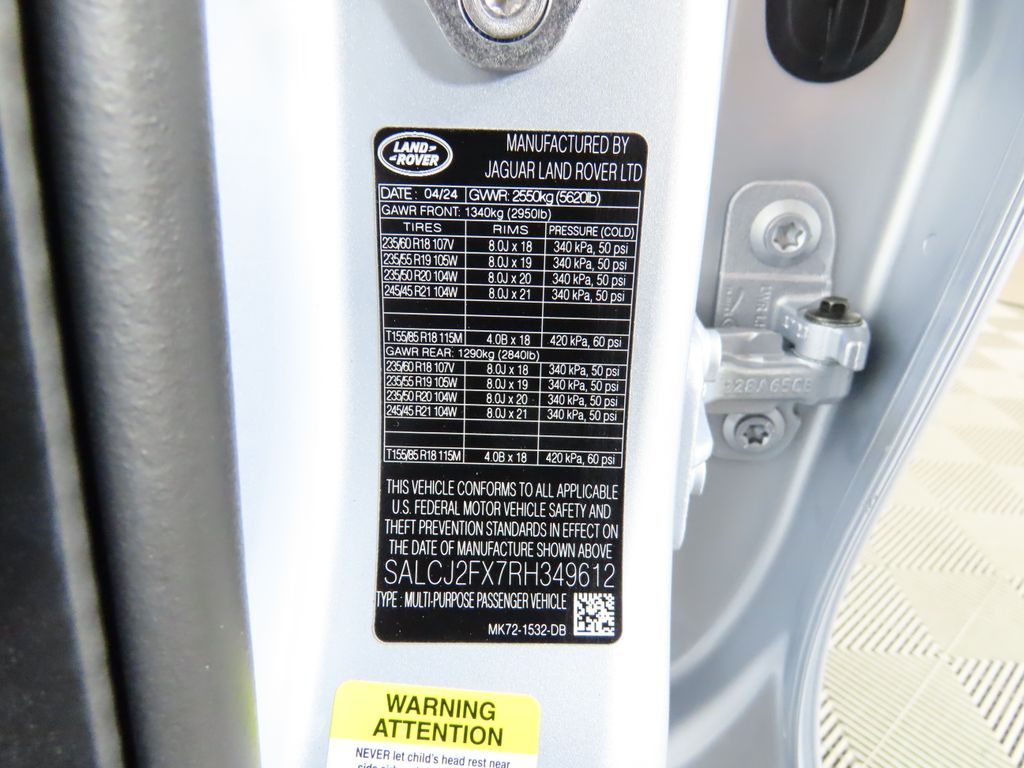 LAND
ROVER
MANUFACTURED BY
JAGUAR LAND ROVER LTD
DATE: 04/24 GVWR: 2550kg (5620lb)
GAWR FRONT: 1340kg (2950lb)
TIRES RIMS PRESSURE (COLD)
235/60 R18 107V 8.0J x 18 340 kPa, 50 psi
235/55 R19 105W 8.0J x 19 340 kPa, 50 psi
235/50 R20 104W 8.0J x 20 340 kPa, 50 psi
245/45 R21 104W 8.0J x 21 340 kPa, 50 psi
T155/85 R18 115M 4.0B x 18 420 kPa, 60 psi
GAWR REAR: 1290kg (2840lb)
235/60 R18 107V 8.0J x 18 340 kPa, 50 psi
235/55 R19 105W 8.0J x 19 340 kPa, 50 psi
235/50 R20 104W 8.0J x 20 340 kPa, 50 psi
245/45 R21 104W 8.0J x 21 340 kPa, 50 psi
T155/85 R18 115M 4.0B x 18 420 kPa, 60 psi
THIS VEHICLE CONFORMS TO ALL APPLICABLE
U.S. FEDERAL MOTOR VEHICLE SAFETY AND
THEFT PREVENTION STANDARDS IN EFFECT ON
THE DATE OF MANUFACTURE SHOWN ABOVE
SALCJ2FX7RH349612
TYPE : MULTI-PURPOSE PASSENGER VEHICLE
MK72-1532-DB
WARNING
ATTENTION
NEVER let child's head rest near